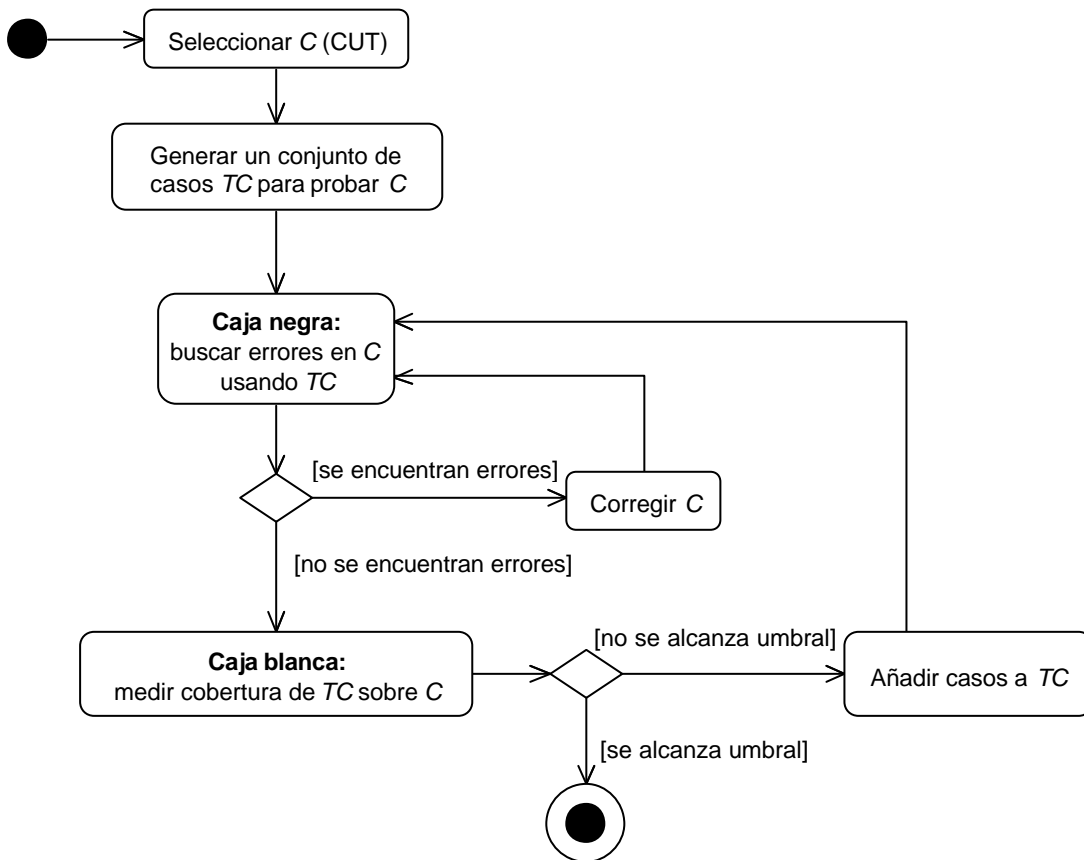 Seleccionar C (CUT)
Generar un conjunto de
casos TC para probar C
Caja negra:
buscar errores en C
usando TC
[se encuentran errores]
Corregir C
[no se encuentran errores]
Caja blanca:
medir cobertura de TC sobre C
[no se alcanza umbral]
Añadir casos a TC
[se alcanza umbral]